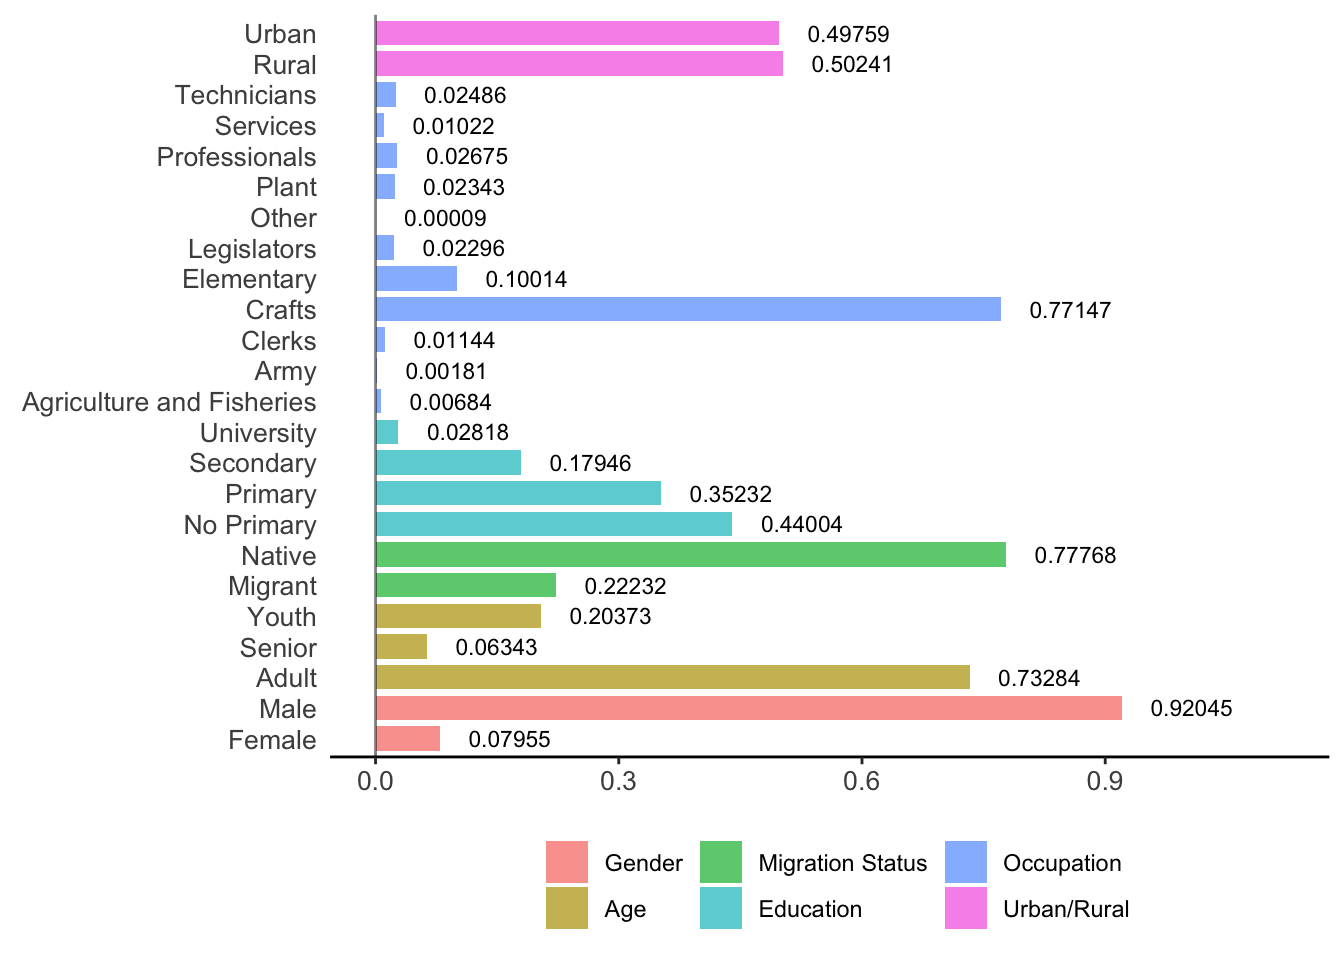 Urban 0.49759
Rural 0.50241
Technicians 0.02486
Services 0.01022
Professionals 0.02675
Plant 0.02343
Other 0.00009
Legislators 0.02296
Elementary 0.10014
Crafts 0.77147
Clerks 0.01144
Army 0.00181
Agriculture and Fisheries 0.00684
University 0.02818
Secondary 0.17946
Primary 0.35232
No Primary 0.44004
Native 0.77768
Migrant 0.22232
Youth 0.20373
Senior 0.06343
Adult 0.73284
Male 0.92045
Female 0.07955
0.0 0.3 0.6 0.9
Gender Migration Status Occupation
Age Education Urban/Rural